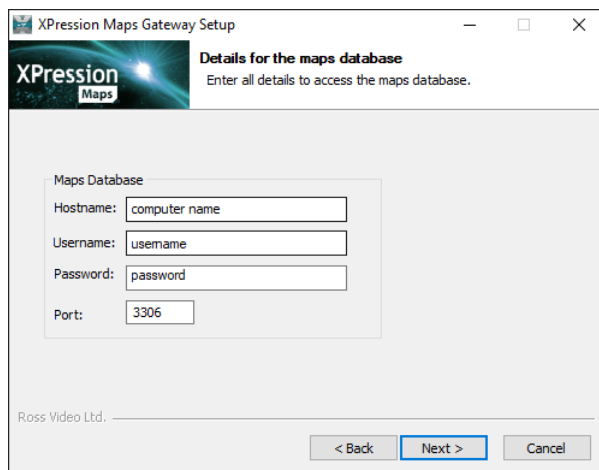 XPression Maps Gateway Setup
XPression
Maps
Details for the maps database
Enter all details to access the maps database.
Maps Database
Hostname: computer name
Username: username
Password: password
Port: 3306
Ross Video Ltd.
< Back Next > Cancel